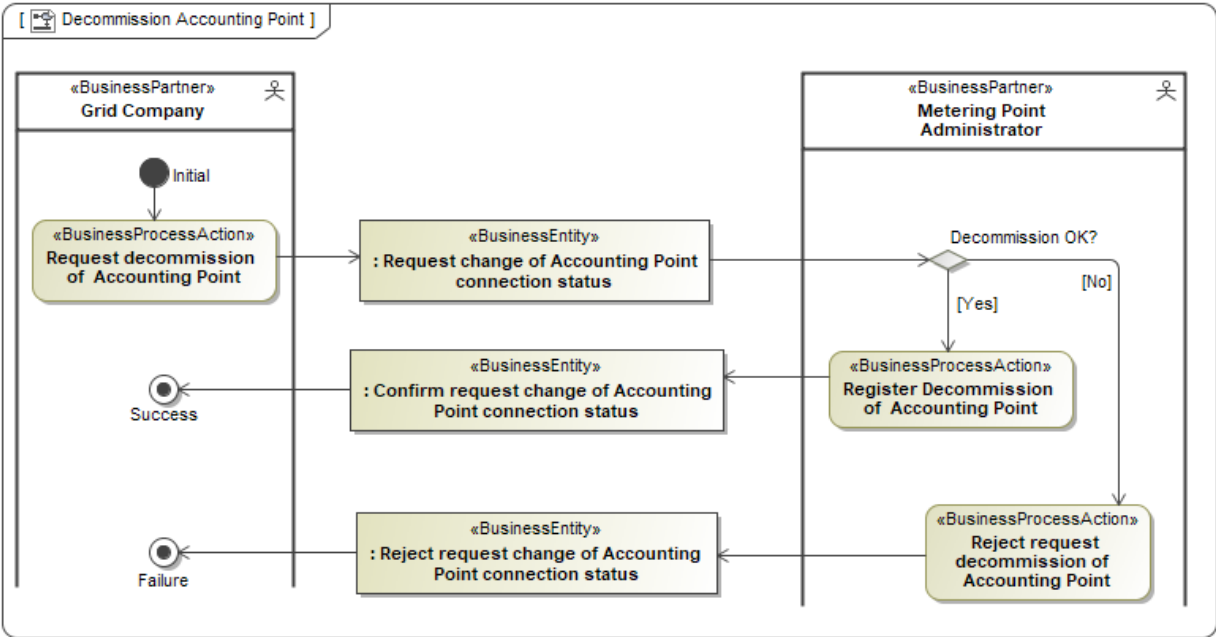 [ Decommission Accounting Point ]
«BusinessPartner»
Grid Company
«BusinessPartner»
Metering Point
Administrator
Initial
«BusinessProcessAction»
Request decommission
of Accounting Point
«BusinessEntity»
: Request change of Accounting Point
connection status
Decommission OK?
[No]
[Yes]
«BusinessEntity»
: Confirm request change of Accounting
Point connection status
«BusinessProcessAction»
Register Decommission
of Accounting Point
Success
«BusinessEntity»
: Reject request change of Accounting
Point connection status
«BusinessProcessAction»
Reject request
decommission of
Accounting Point
Failure